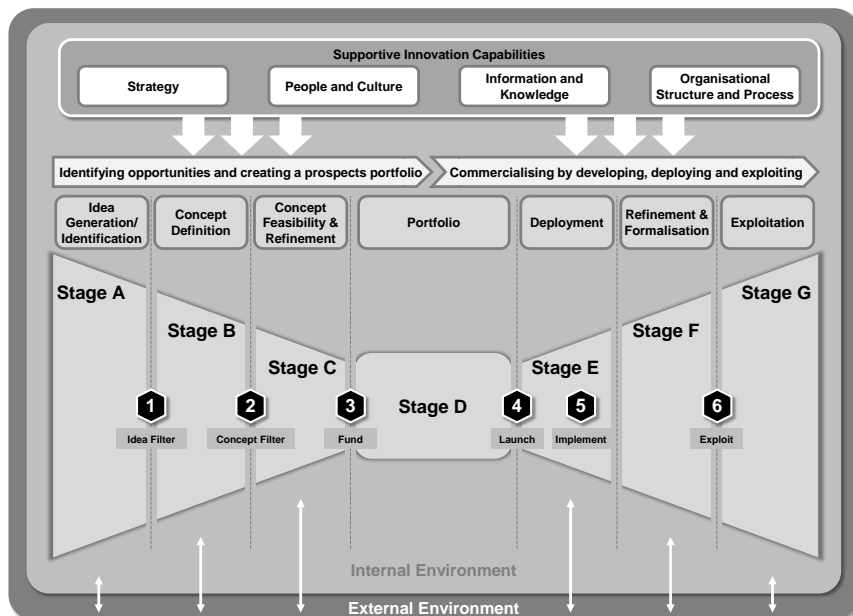 Supportive Innovation Capabilities
Strategy
People and Culture
Information and
Knowledge
Organisational
Structure and Process
Identifying opportunities and creating a prospects portfolio
Commercialising by developing, deploying and exploiting
Idea
Generation/
Identification
Concept
Definition
Concept
Feasibility &
Refinement
Portfolio
Deployment
Refinement &
Formalisation
Exploitation
Stage A
Stage B
Stage C
Stage D
Stage E
Stage F
Stage G
1
Idea Filter
2
Concept Filter
3
Fund
4
Launch
5
Implement
6
Exploit
Internal Environment
External Environment